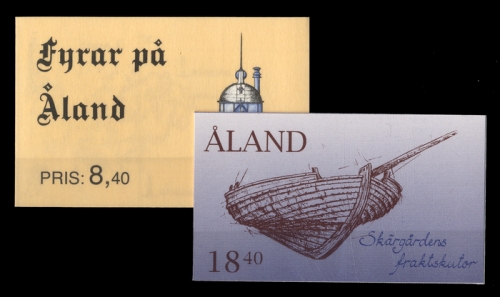 Fyrar på
Åland
PRIS: 8,40
ÅLAND
Skärgårdens
fraktskutor
18 40